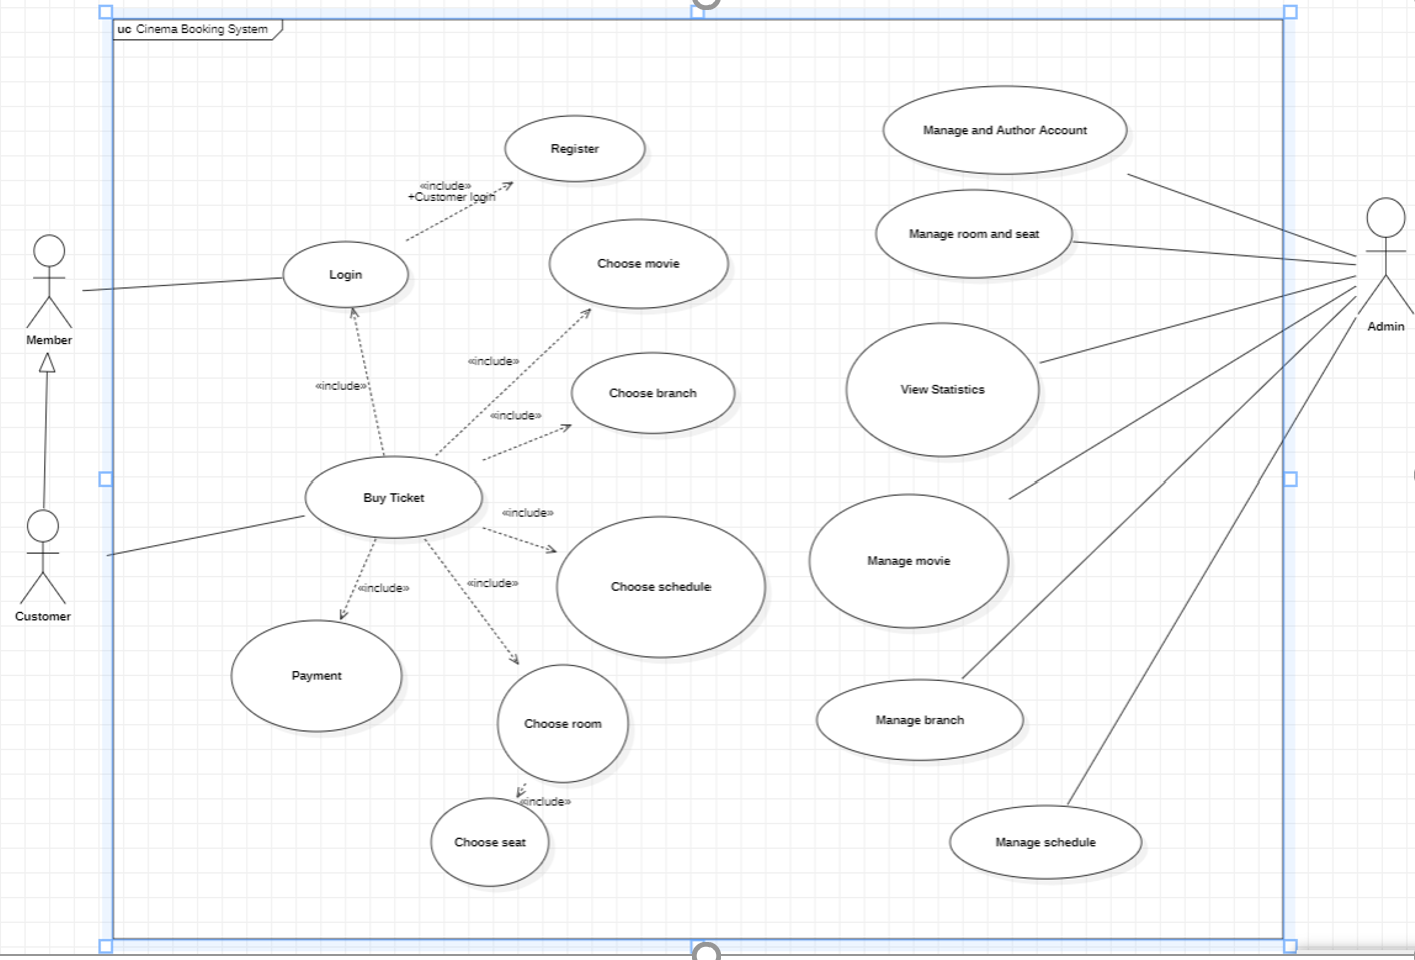 uc Cinema Booking System
Manage and Author Account
Register
«include»
+Customer login
Manage room and seat
Choose movie
Login
Member
Admin
«include»
«include»
View Statistics
Choose branch
«include»
Buy Ticket
«include»
Manage movie
«include»
«include»
Choose schedule
Customer
Payment
Choose room
Manage branch
«include»
Choose seat
Manage schedule